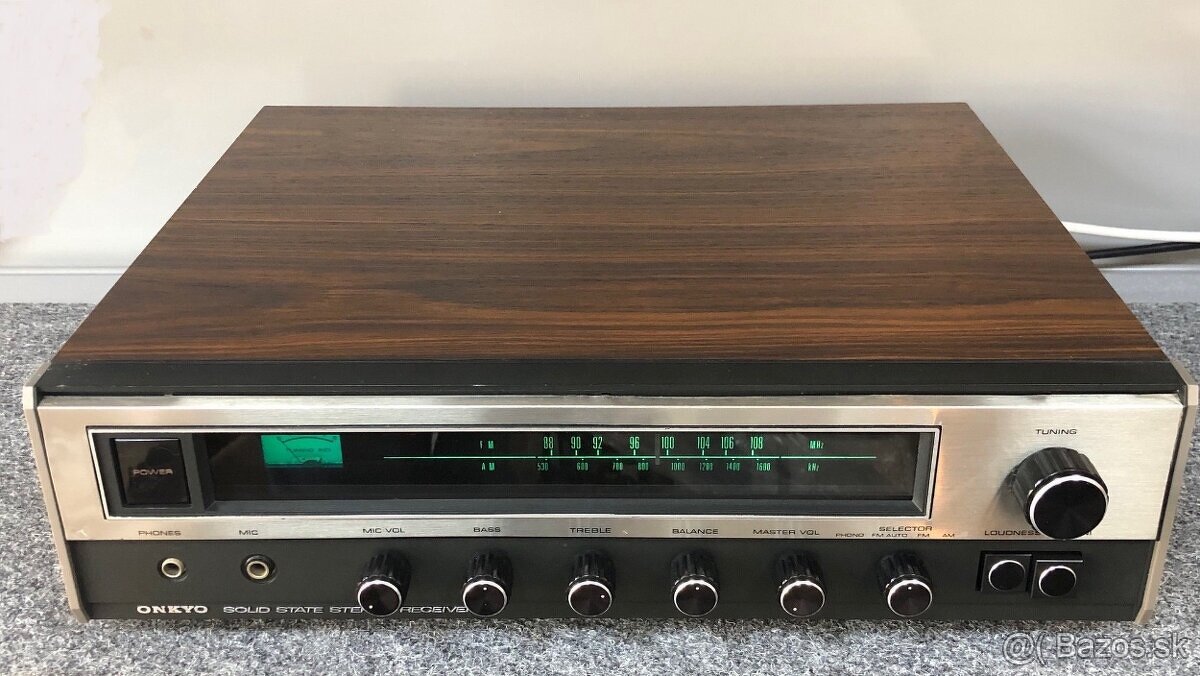 TUNING
POWER
FM 88 90 92 96 100 104 106 108 MHz
AM 530 600 700 800 1000 1200 1400 1600 kHz
PHONES MIC MIC VOL BASS TREBLE BALANCE MASTER VOL SELECTOR LOUDNESS
PHONO FM AUTO FM AM
ONKYO SOLID STATE STEREO RECEIVER
@( Bazos.sk